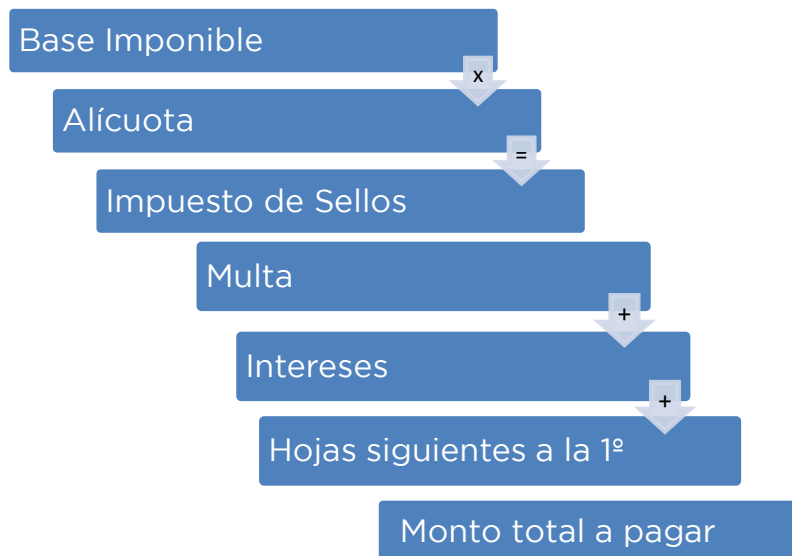 Base Imponible
x
Alícuota
=
Impuesto de Sellos
Multa
+
Intereses
+
Hojas siguientes a la 1º
Monto total a pagar